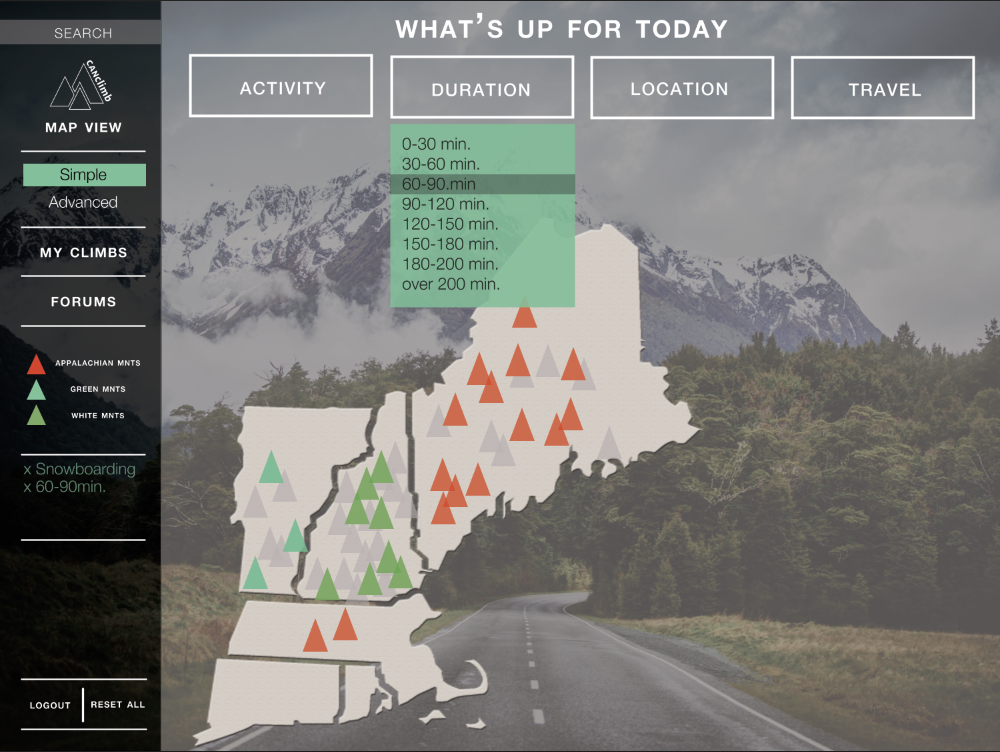 SEARCH
CANclimb
MAP VIEW
Simple
Advanced
MY CLIMBS
FORUMS
APPALACHIAN MNTS
GREEN MNTS
WHITE MNTS
x Snowboarding
x 60-90min.
LOGOUT
RESET ALL
WHAT'S UP FOR TODAY
ACTIVITY
DURATION
LOCATION
TRAVEL
0-30 min.
30-60 min.
60-90.min
90-120 min.
120-150 min.
150-180 min.
180-200 min.
over 200 min.